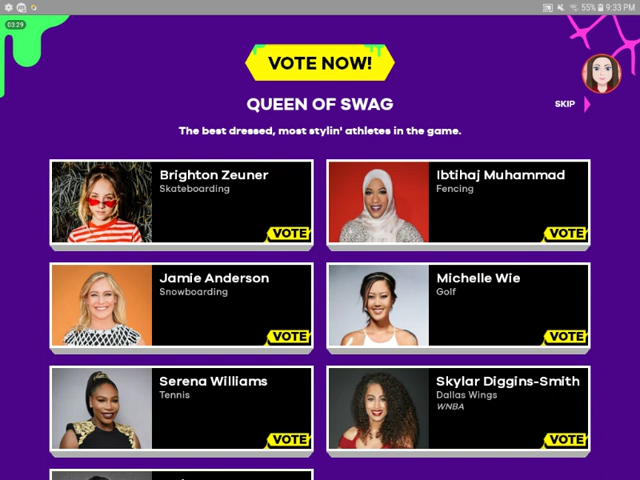 55% 9:33 PM
03:29
VOTE NOW!
QUEEN OF SWAG
SKIP
The best dressed, most stylin' athletes in the game.
Brighton Zeuner
Skateboarding
VOTE
Ibtihaj Muhammad
Fencing
VOTE
Jamie Anderson
Snowboarding
VOTE
Michelle Wie
Golf
VOTE
Serena Williams
Tennis
VOTE
Skylar Diggins-Smith
Dallas Wings
WNBA
VOTE